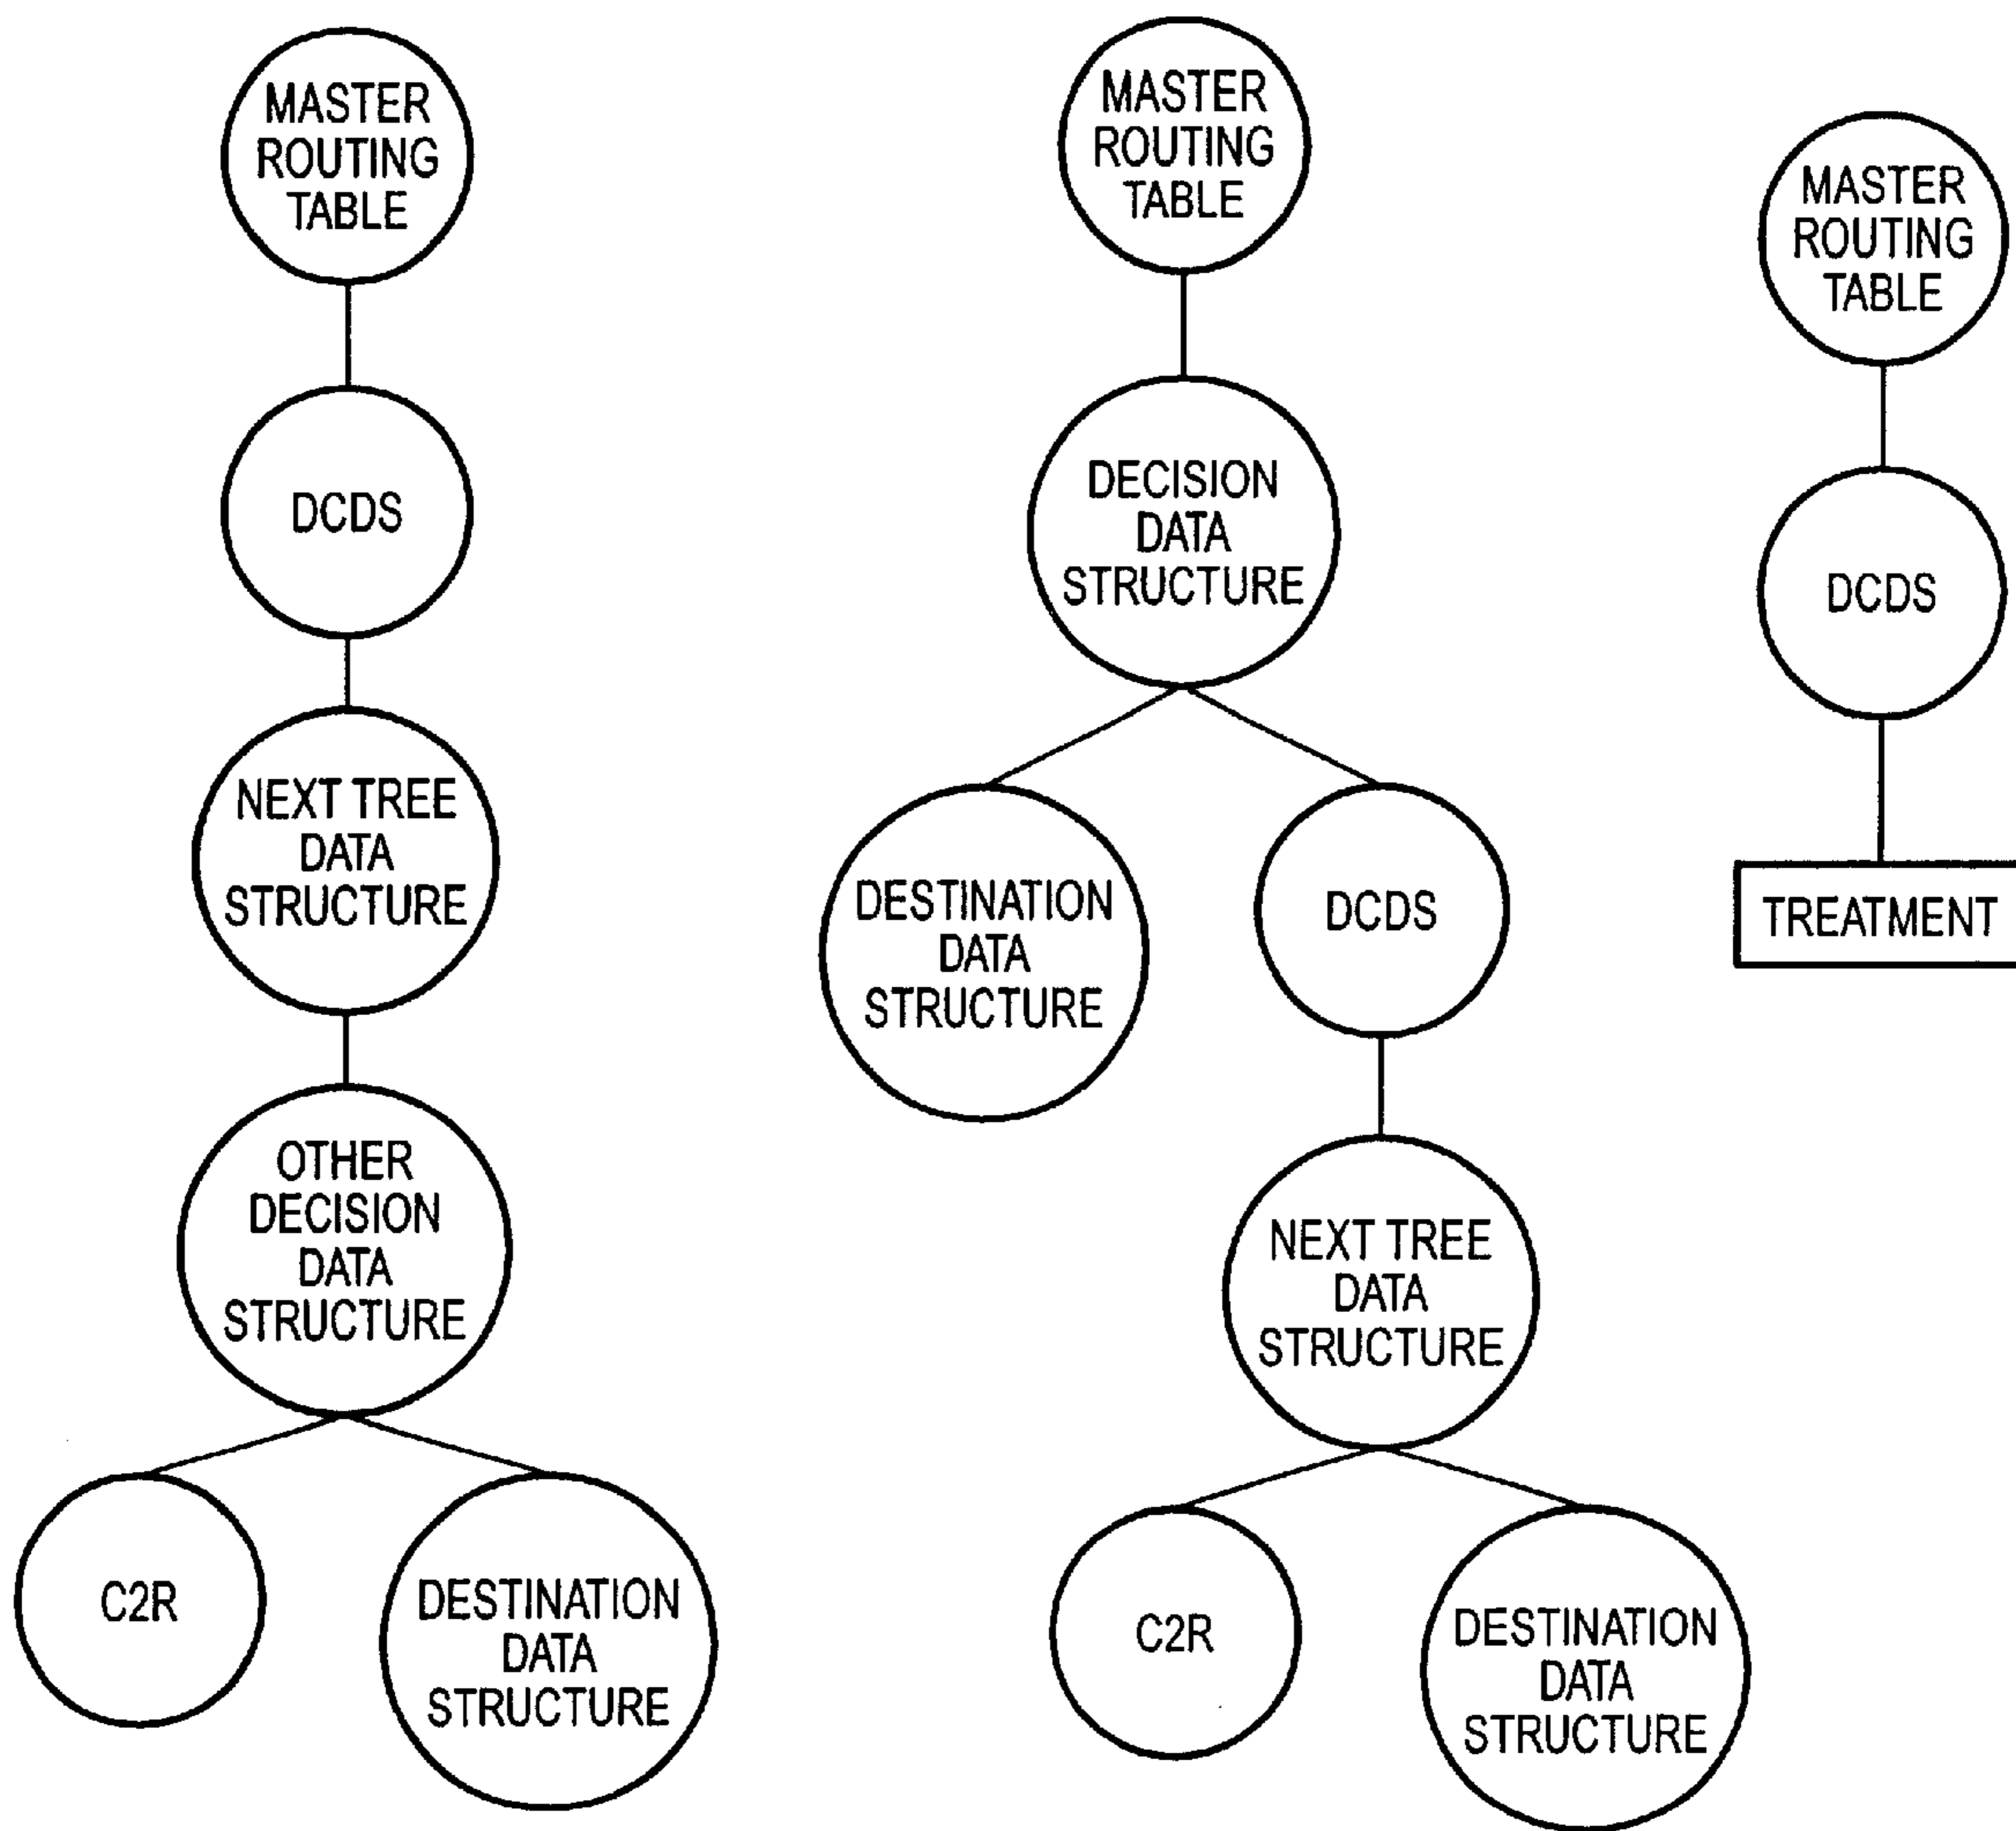 MASTER
ROUTING
TABLE
DCDS
NEXT TREE
DATA
STRUCTURE
OTHER
DECISION
DATA
STRUCTURE
C2R
DESTINATION
DATA
STRUCTURE
MASTER
ROUTING
TABLE
DECISION
DATA
STRUCTURE
DESTINATION
DATA
STRUCTURE
DCDS
NEXT TREE
DATA
STRUCTURE
C2R
DESTINATION
DATA
STRUCTURE
MASTER
ROUTING
TABLE
DCDS
TREATMENT